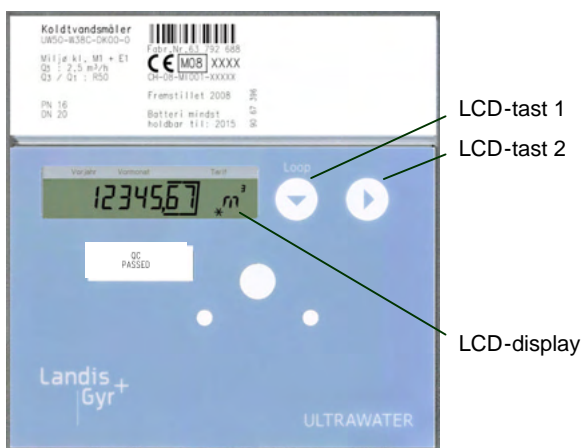 Koldtvandsmåler
UW50-W38C-DK00-0
Fabr.Nr.63 792 688
Miljø kl. M1 + E1
CE M08 XXXX
Q3 : 2,5 m³/h
Q3 / Q1 : R50
CH-08-MI001-XXXXX
Fremstillet 2008
PN 16
DN 20
Batteri mindst
holdbar til: 2015
90 67 396
LCD-tast 1
LCD-tast 2
Vorjahr Vormonat Tarif
Loop
12345,67 m³
*
QC
PASSED
LCD-display
Landis+
Gyr
ULTRAWATER